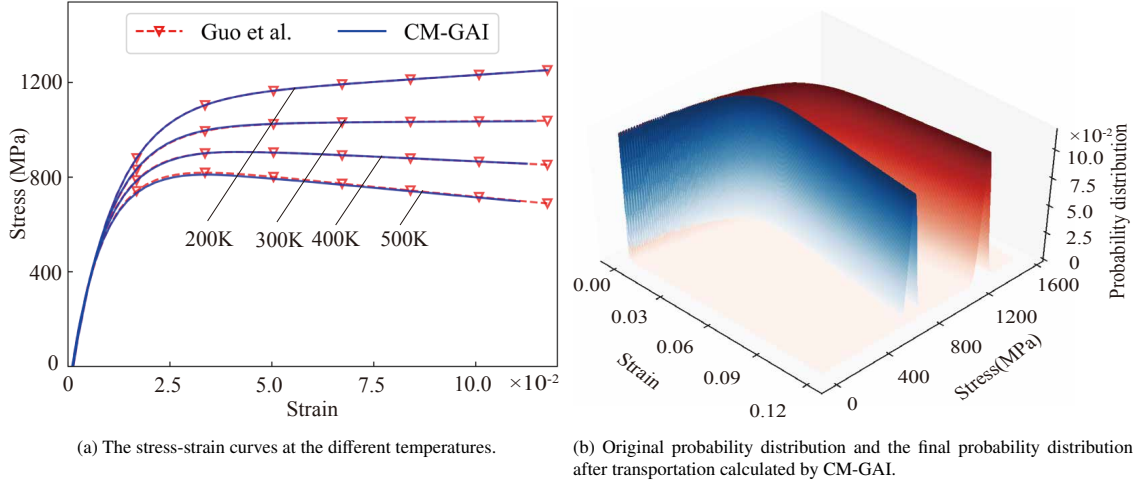 Guo et al. CM-GAI
1200
800
400
0
Stress (MPa)
200K 300K 400K 500K
0 2.5 5.0 7.5 10.0 ×10⁻²
Strain
(a) The stress-strain curves at the different temperatures.
×10⁻²
10.0
7.5
5.0
2.5
0
Probability distribution
0.00
0.03
0.06
0.09
0.12
Strain
0
400
800
1200
1600
Stress(MPa)
(b) Original probability distribution and the final probability distribution
after transportation calculated by CM-GAI.